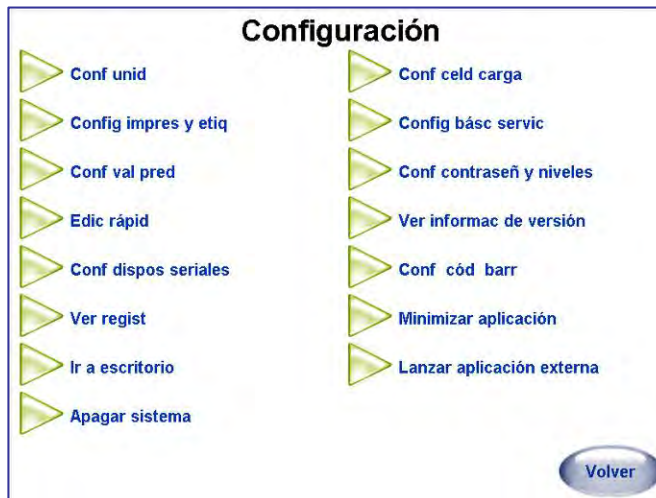 Configuración
Conf unid
Config impres y etiq
Conf val pred
Edic rápid
Conf dispos seriales
Ver regist
Ir a escritorio
Apagar sistema
Conf celd carga
Config básc servic
Conf contraseñ y niveles
Ver informac de versión
Conf cód barr
Minimizar aplicación
Lanzar aplicación externa
Volver